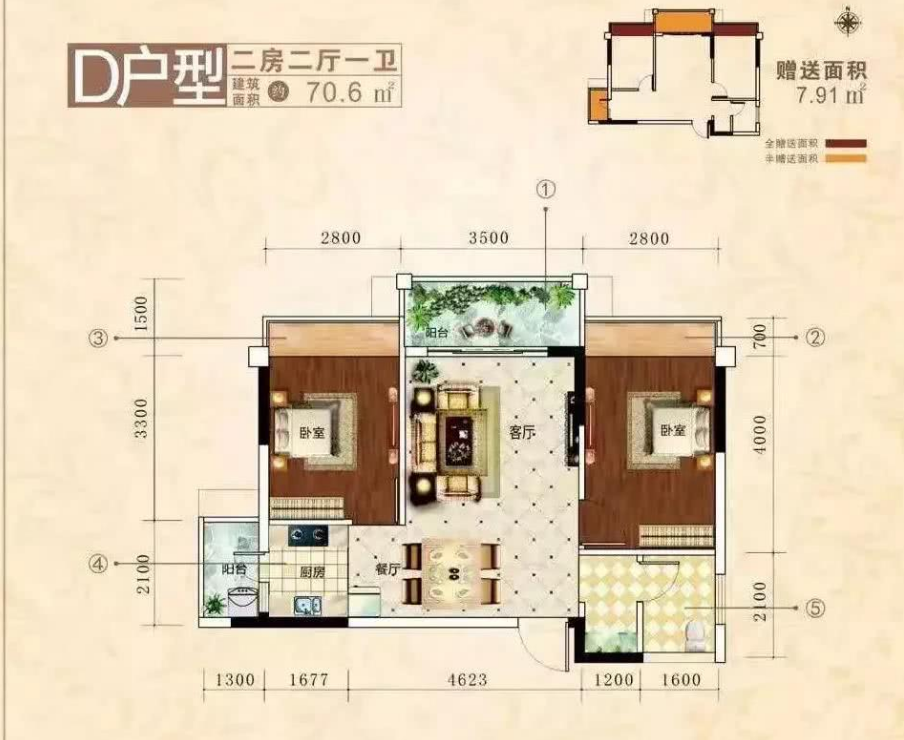 D户型
二房二厅一卫
建筑面积 约 70.6 m²
N
赠送面积
7.91 m²
全赠送面积
半赠送面积
①
2800 3500 2800
1500
3300
2100
③
②
④
⑤
700
4000
2100
阳台
卧室
客厅
卧室
阳台
厨房
餐厅
1300 1677 4623 1200 1600